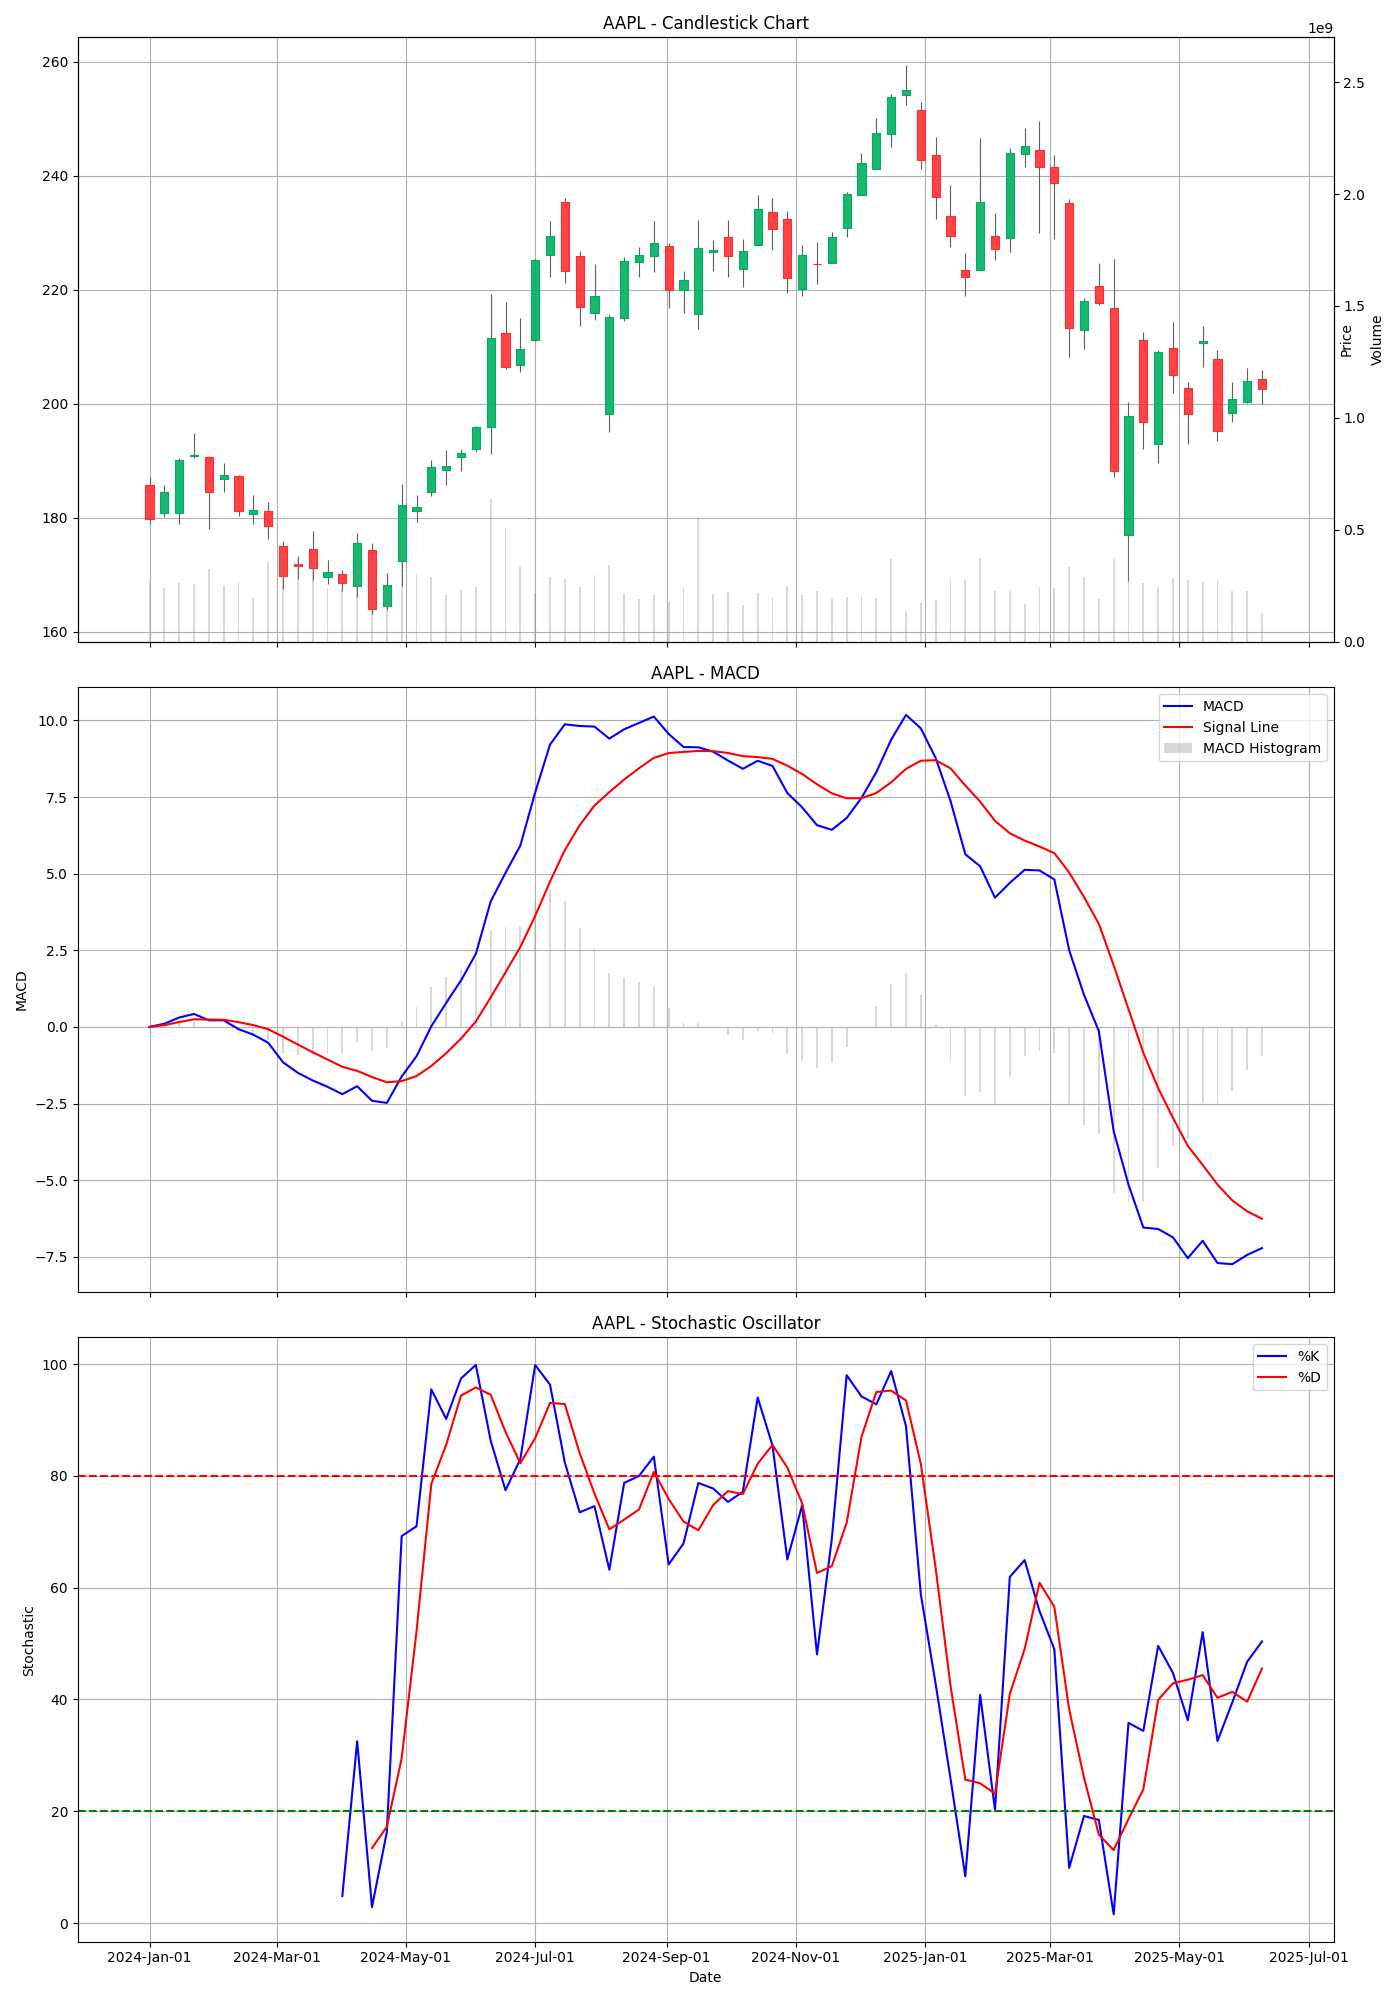 AAPL - Candlestick Chart
1e9
260
240
220
200
180
160
2.5
2.0
1.5
1.0
0.5
0.0
Price
Volume
AAPL - MACD
MACD
Signal Line
MACD Histogram
10.0
7.5
5.0
2.5
0.0
−2.5
−5.0
−7.5
MACD
AAPL - Stochastic Oscillator
%K
%D
100
80
60
40
20
0
Stochastic
2024-Jan-01 2024-Mar-01 2024-May-01 2024-Jul-01 2024-Sep-01 2024-Nov-01 2025-Jan-01 2025-Mar-01 2025-May-01 2025-Jul-01
Date